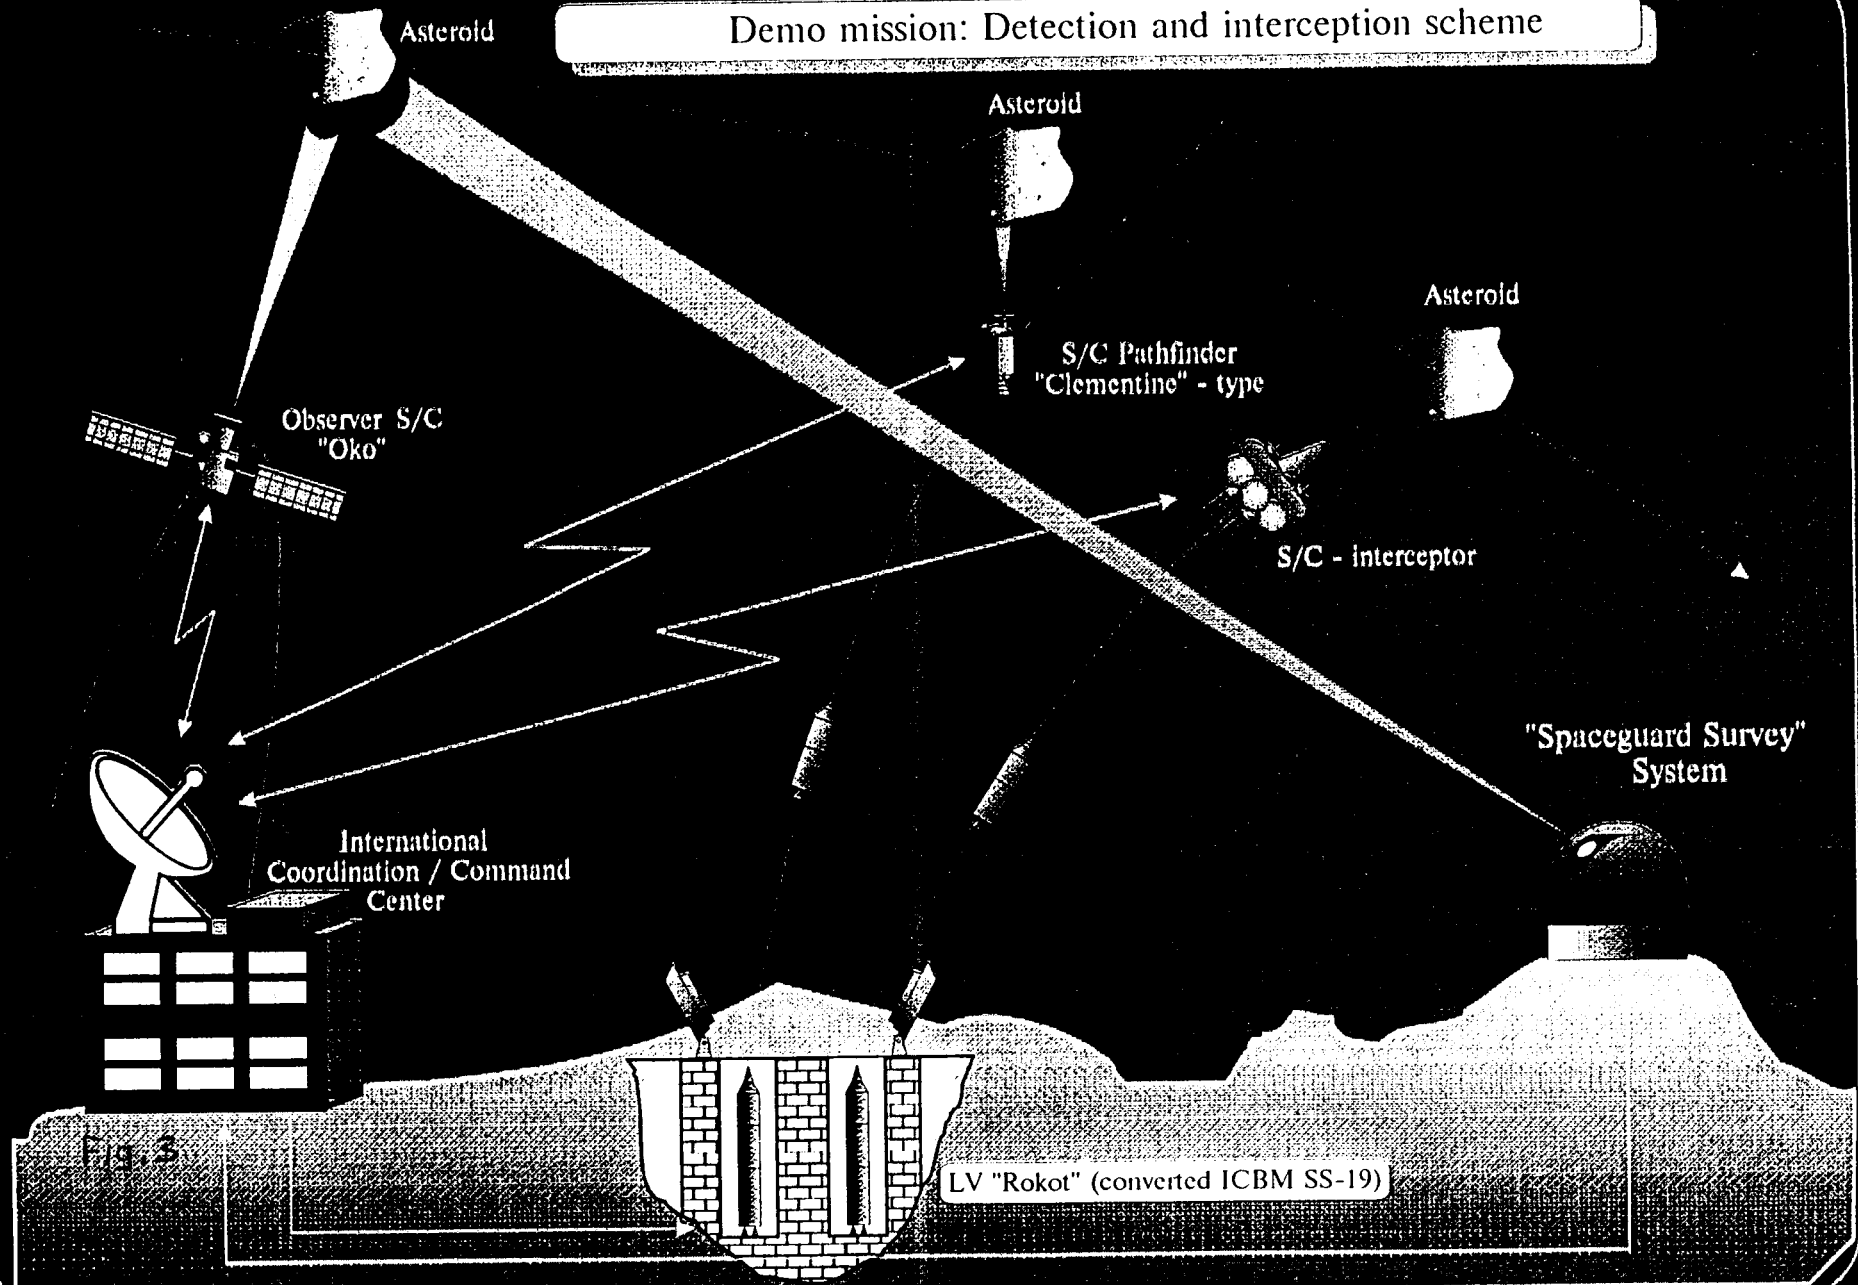 Demo mission: Detection and interception scheme
Asteroid
Asteroid
Asteroid
S/C Pathfinder
"Clementine" - type
Observer S/C
"Oko"
S/C - interceptor
"Spaceguard Survey"
System
International
Coordination / Command
Center
Fig. 3
LV "Rokot" (converted ICBM SS-19)